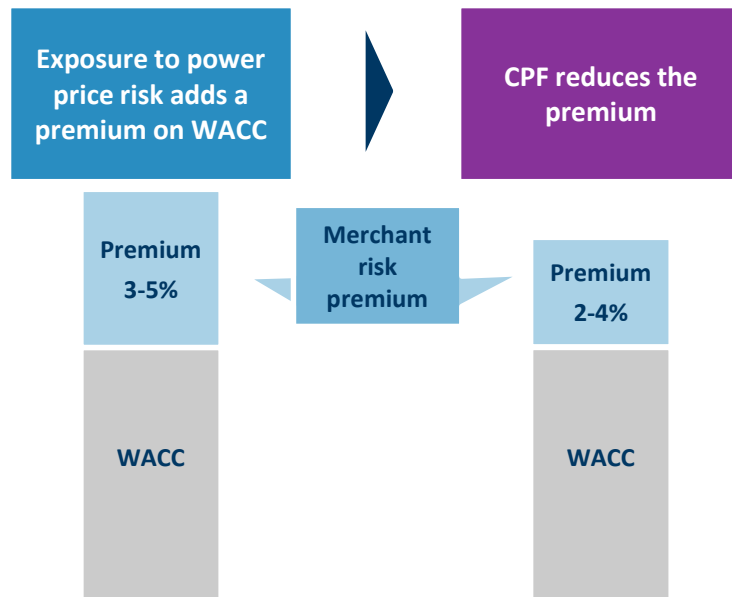 Exposure to power
price risk adds a
premium on WACC
CPF reduces the
premium
Premium
3-5%
Merchant
risk
premium
Premium
2-4%
WACC
WACC